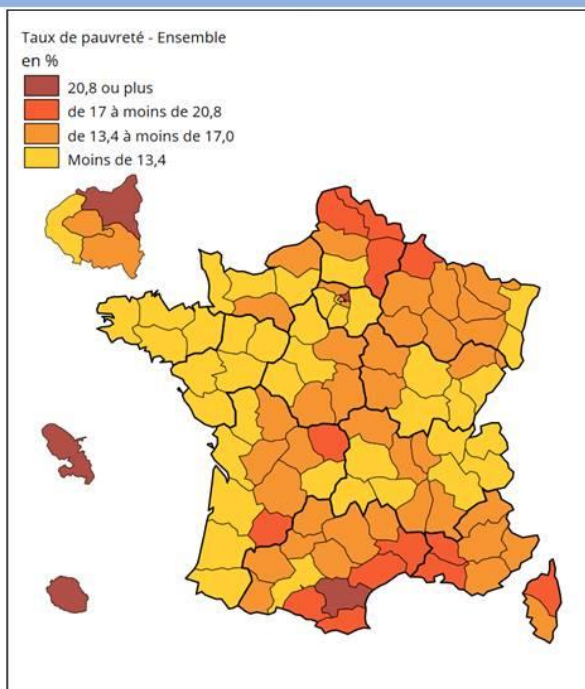 Taux de pauvreté - Ensemble
en %
20,8 ou plus
de 17 à moins de 20,8
de 13,4 à moins de 17,0
Moins de 13,4